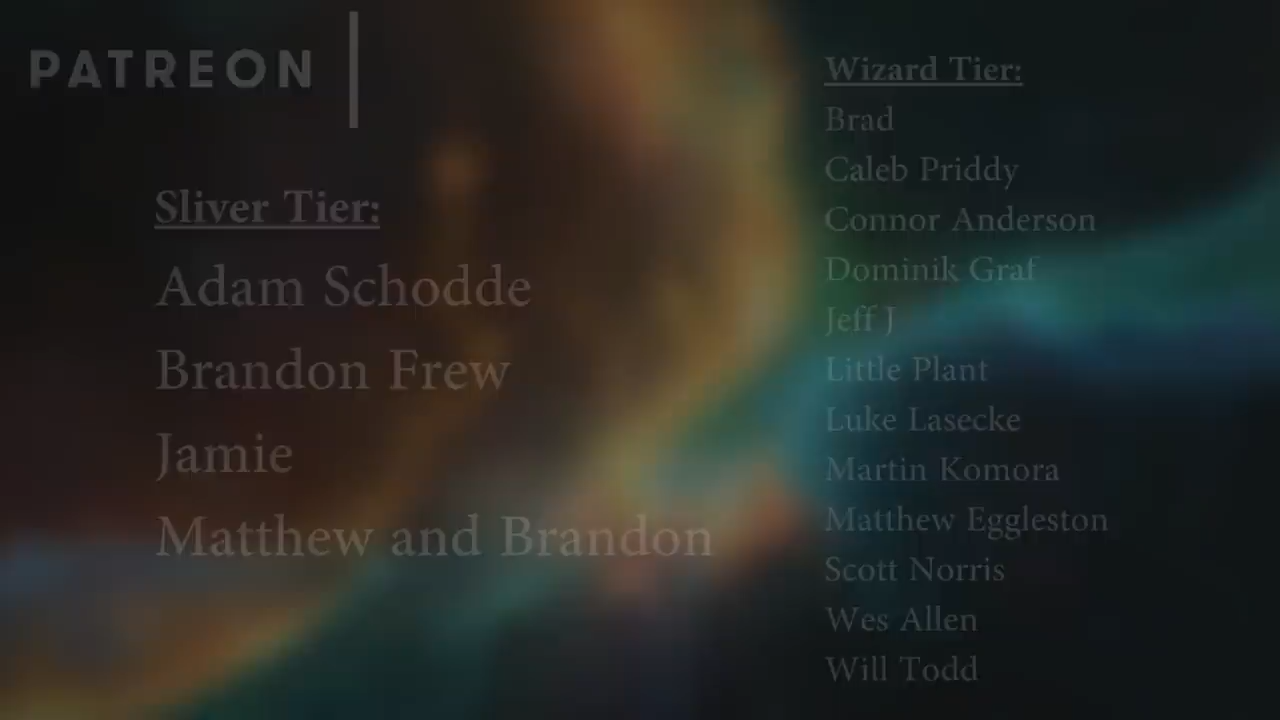 PATREON
Sliver Tier:
Adam Schodde
Brandon Frew
Jamie
Matthew and Brandon
Wizard Tier:
Brad
Caleb Priddy
Connor Anderson
Dominik Graf
Jeff J
Little Plant
Luke Lasecke
Martin Komora
Matthew Eggleston
Scott Norris
Wes Allen
Will Todd